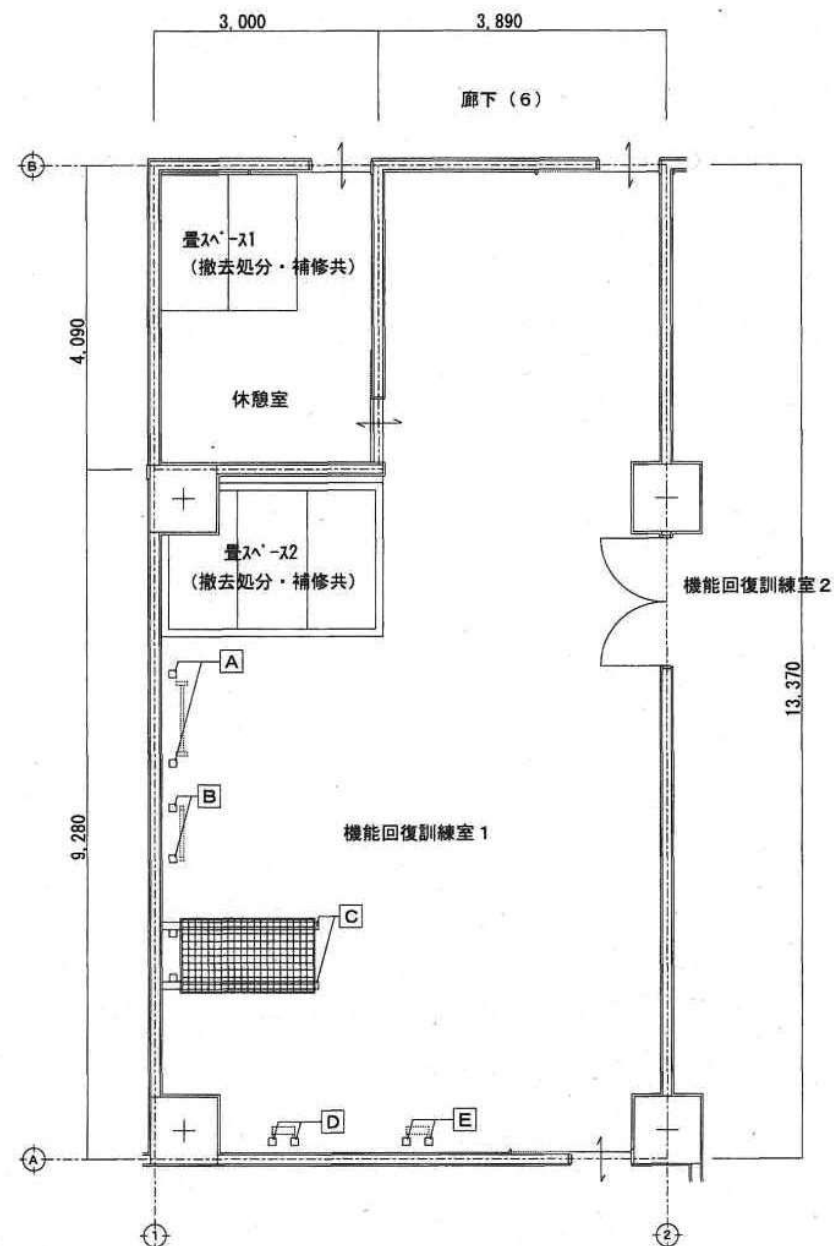 3,000
3,890
廊下(6)
B
畳スペース1
(撤去処分・補修共)
4,090
休憩室
畳スペース2
(撤去処分・補修共)
機能回復訓練室2
A
13,370
B
機能回復訓練室1
9,280
C
D
E
A
1
2